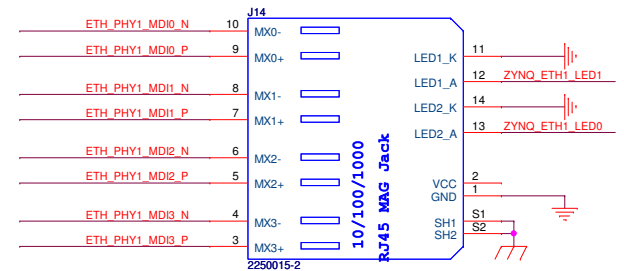 J14
ETH_PHY1_MDI0_N 10 MX0-
ETH_PHY1_MDI0_P 9 MX0+
LED1_K 11
LED1_A 12 ZYNQ_ETH1_LED1
ETH_PHY1_MDI1_N 8 MX1-
LED2_K 14
ETH_PHY1_MDI1_P 7 MX1+
LED2_A 13 ZYNQ_ETH1_LED0
ETH_PHY1_MDI2_N 6 MX2-
ETH_PHY1_MDI2_P 5 MX2+
VCC 2
GND 1
ETH_PHY1_MDI3_N 4 MX3-
SH1 S1
SH2 S2
ETH_PHY1_MDI3_P 3 MX3+
10/100/1000
RJ45 MAG Jack
2250015-2